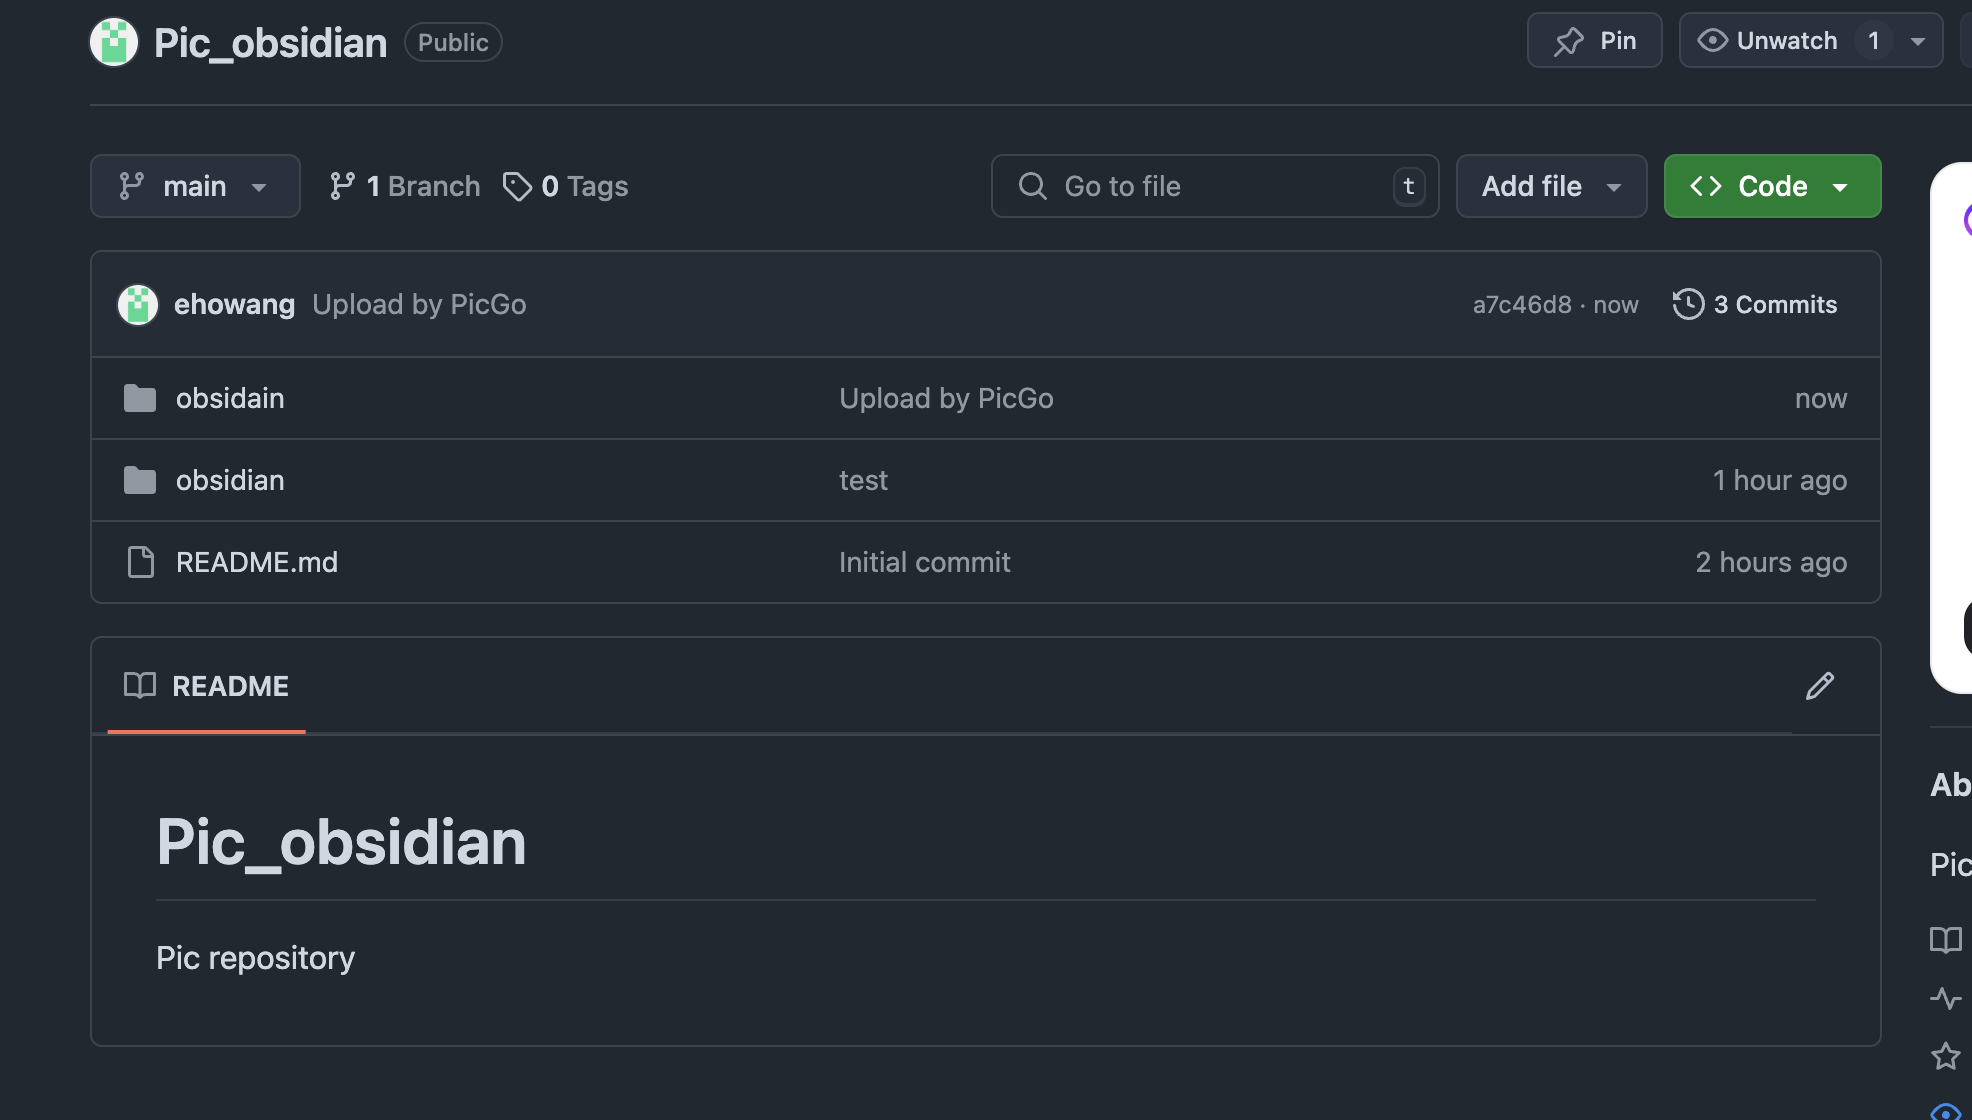 Pic_obsidian Public Pin Unwatch 1
main 1 Branch 0 Tags Go to file t Add file Code
ehowang Upload by PicGo a7c46d8 · now 3 Commits
obsidain Upload by PicGo now
obsidian test 1 hour ago
README.md Initial commit 2 hours ago
README
Pic_obsidian
Pic repository
Ab
Pic